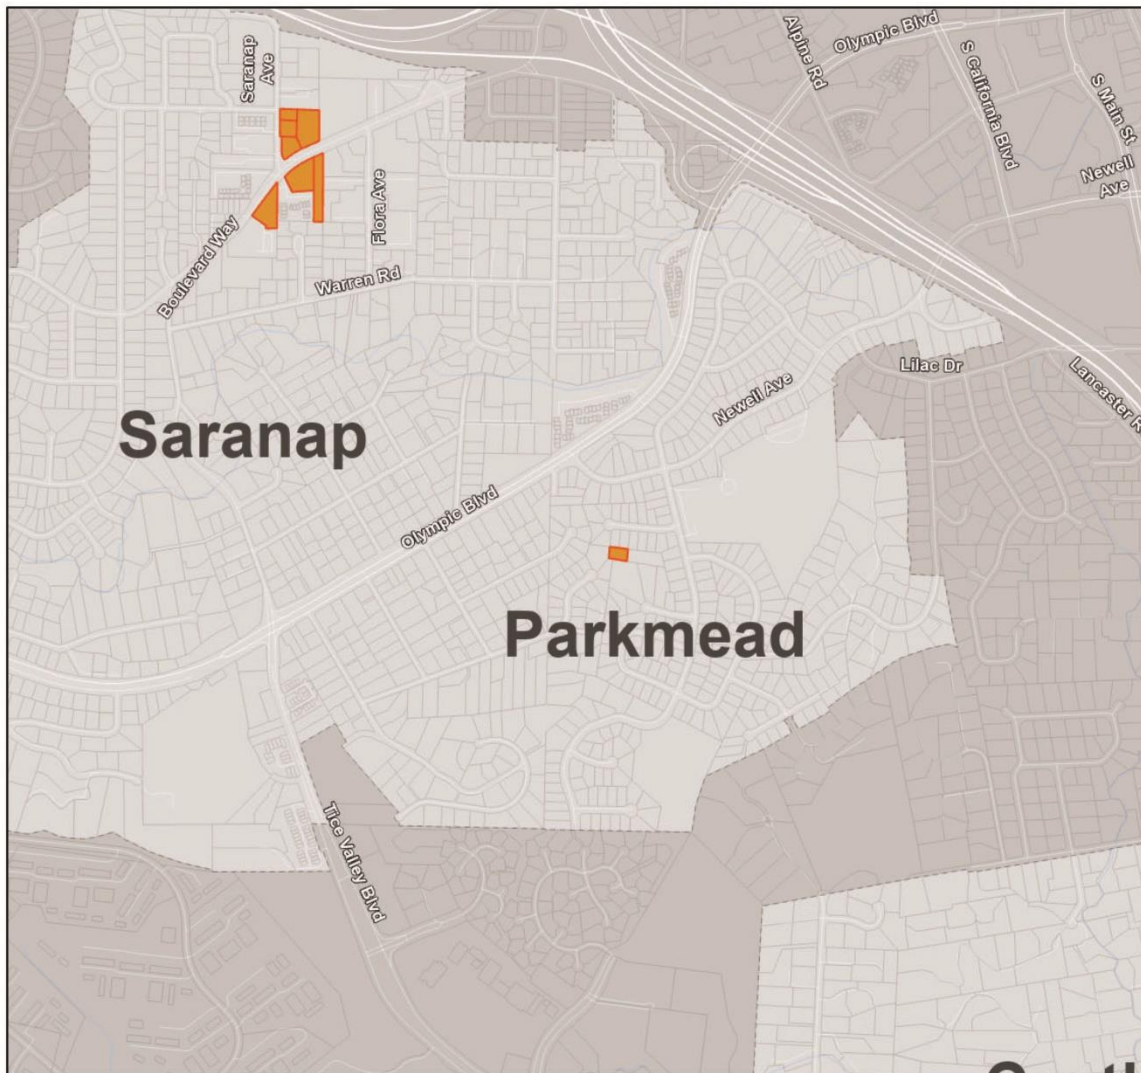 Saranap
Ave
Alpine Rd
Olympic Blvd
S California Blvd
S Main St
Newell
Ave
Flora Ave
Boulevard Way
Warren Rd
Lilac Dr
Lancaster R
Newell Ave
Saranap
Olympic Blvd
Parkmead
Tice Valley Blvd